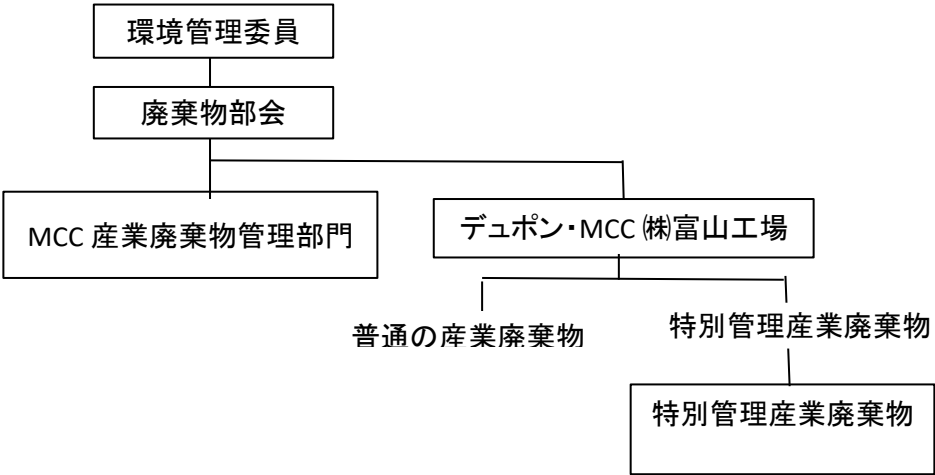 環境管理委員
廃棄物部会
MCC 産業廃棄物管理部門
デュポン・MCC ㈱富山工場
普通の産業廃棄物
特別管理産業廃棄物
特別管理産業廃棄物